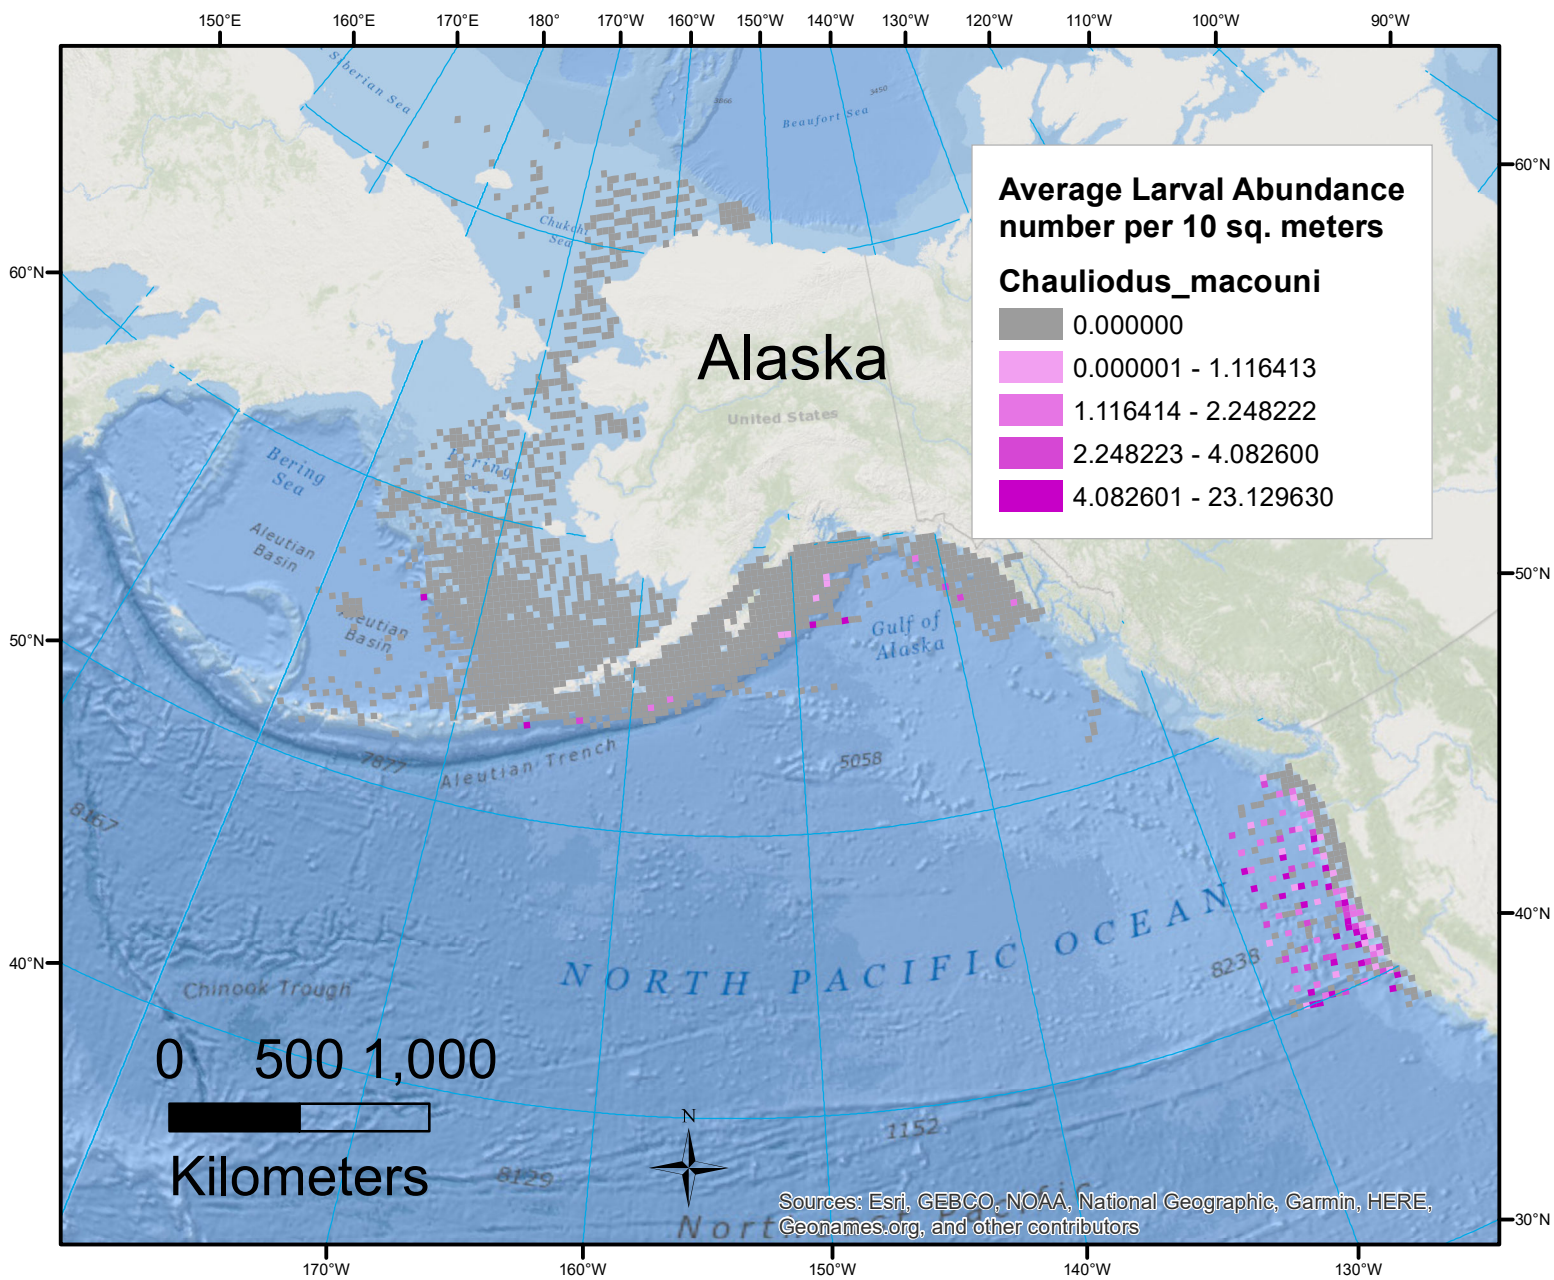 150°E 160°E 170°E 180° 170°W 160°W 150°W 140°W 130°W 120°W 110°W 100°W 90°W
Siberian Sea
3866
3450
Beaufort Sea
60°N
Average Larval Abundance
number per 10 sq. meters
Chauliodus_macouni
0.000000
0.000001 - 1.116413
1.116414 - 2.248222
2.248223 - 4.082600
4.082601 - 23.129630
Chukchi
Sea
60°N
Alaska
United States
Bering
Sea
Aleutian
Basin
50°N
Aleutian
Basin
Gulf of
Alaska
50°N
7877
Aleutian Trench
5058
8167
40°N
NORTH PACIFIC OCEAN
8238
40°N
Chinook Trough
0 500 1,000
Kilometers
N
1152
8129
Sources: Esri, GEBCO, NOAA, National Geographic, Garmin, HERE,
Geonames.org, and other contributors
30°N
170°W 160°W 150°W 140°W 130°W